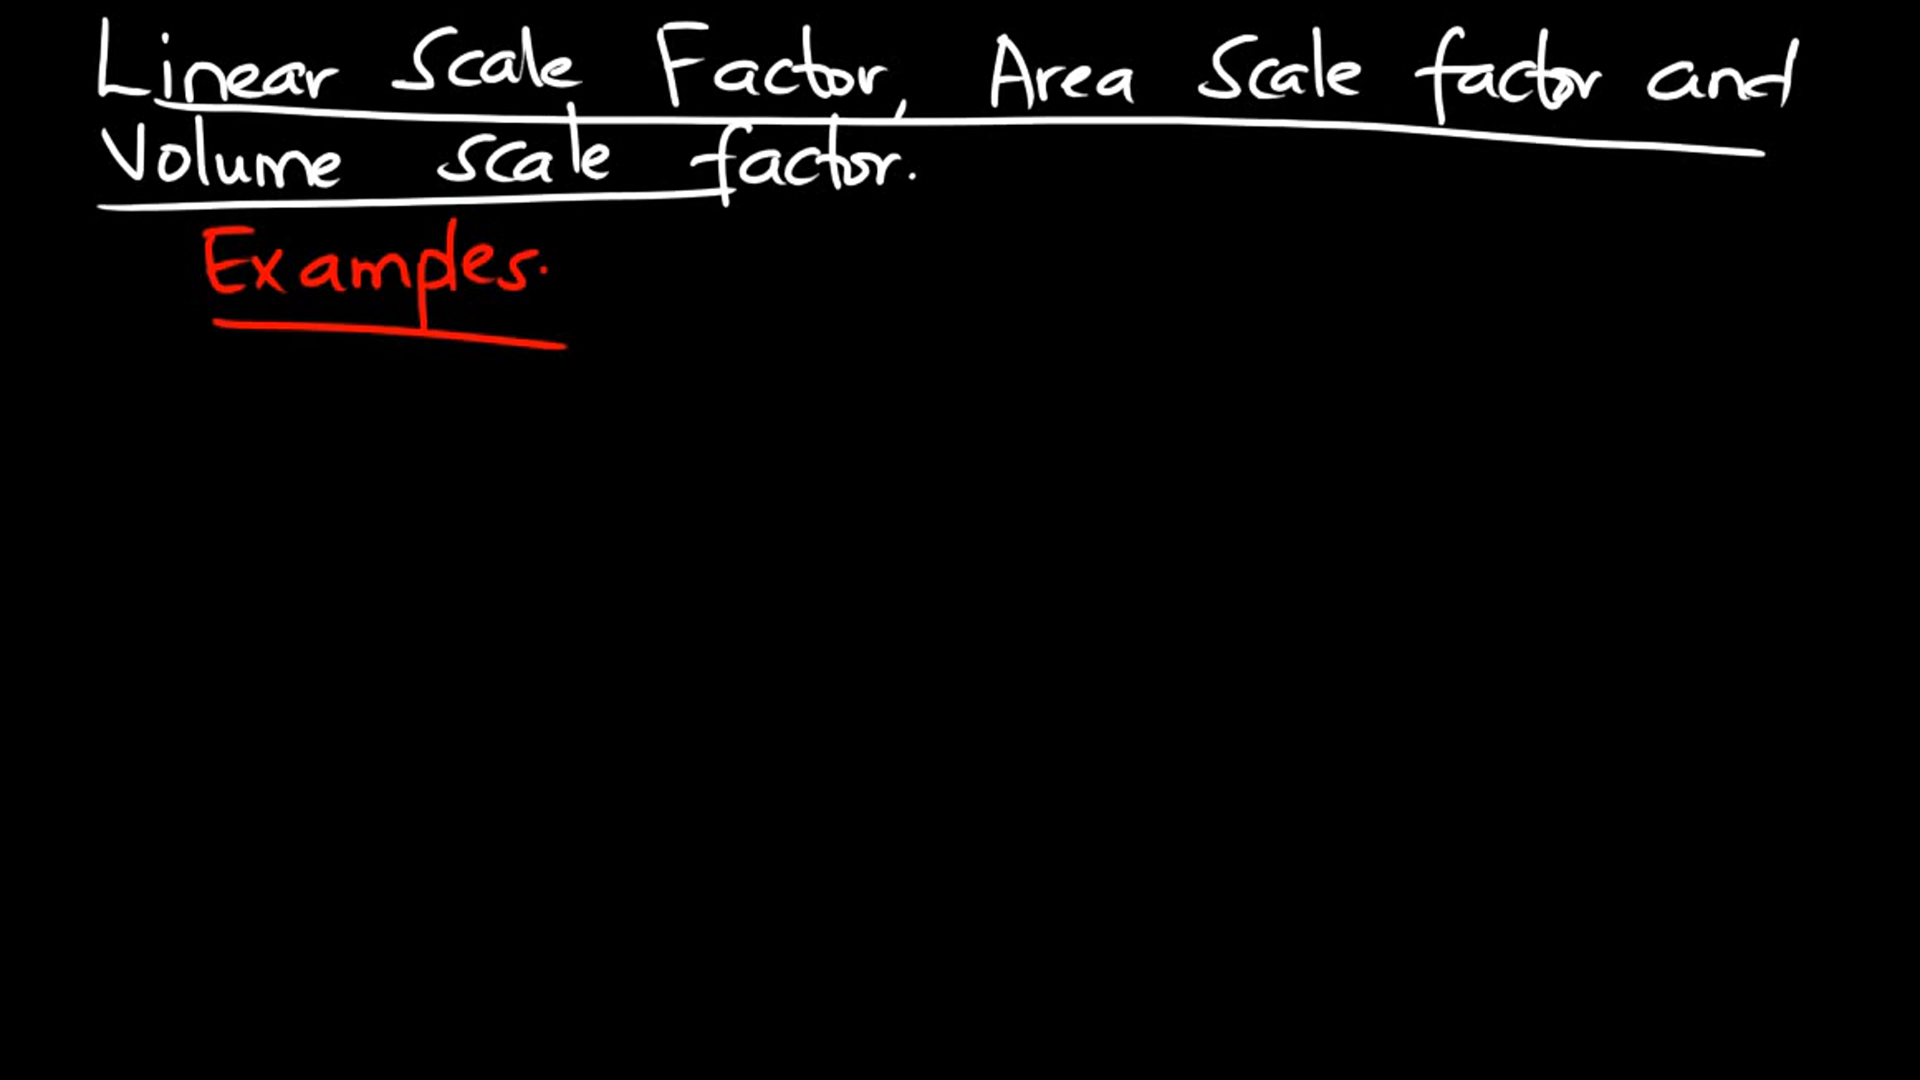 Linear Scale Factor, Area Scale factor and
Volume scale factor.
Examples.